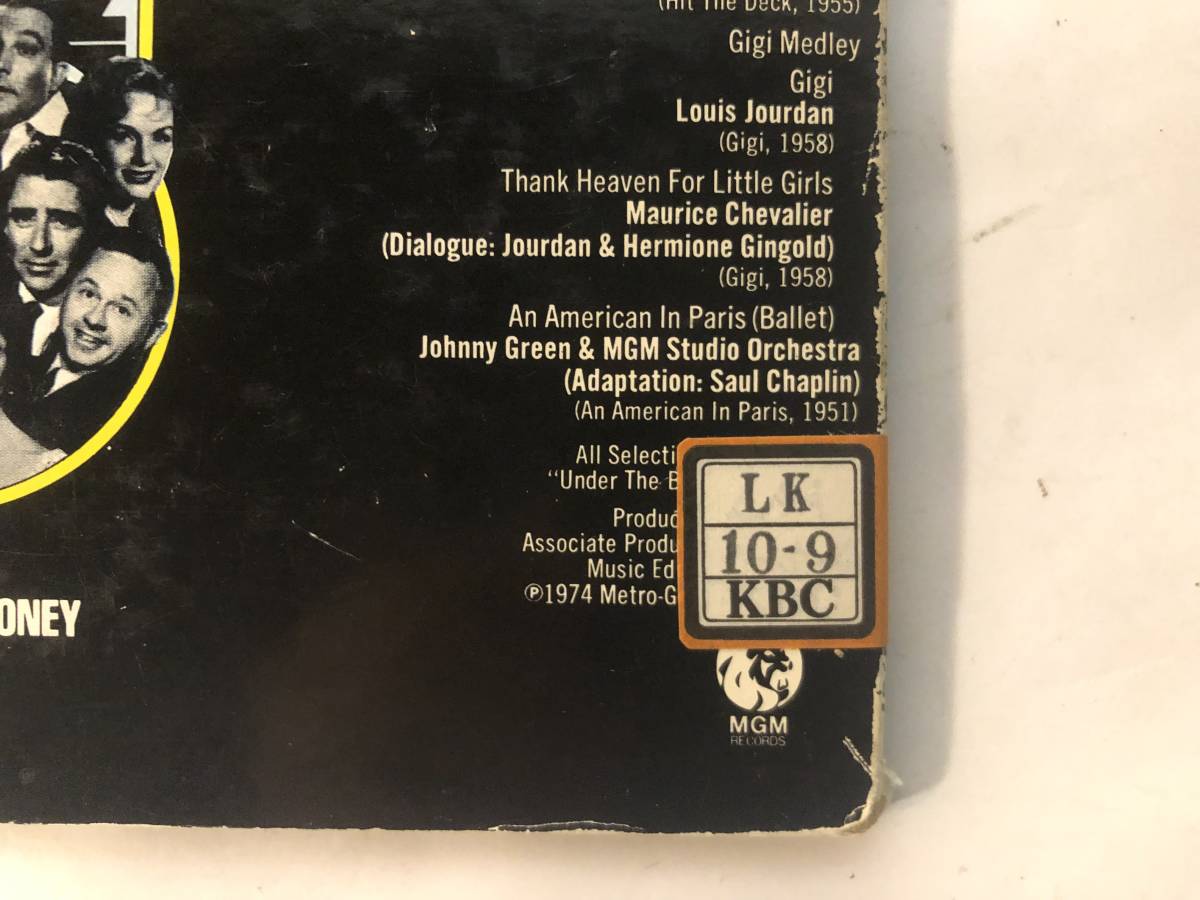 (Hit The Deck, 1955)
Gigi Medley
Gigi
Louis Jourdan
(Gigi, 1958)
Thank Heaven For Little Girls
Maurice Chevalier
(Dialogue: Jourdan & Hermione Gingold)
(Gigi, 1958)
An American In Paris (Ballet)
Johnny Green & MGM Studio Orchestra
(Adaptation: Saul Chaplin)
(An American In Paris, 1951)
All Selecti
"Under The B
Produc
Associate Produ
Music Ed
℗1974 Metro-G
LK
10-9
KBC
ONEY
MGM
RECORDS